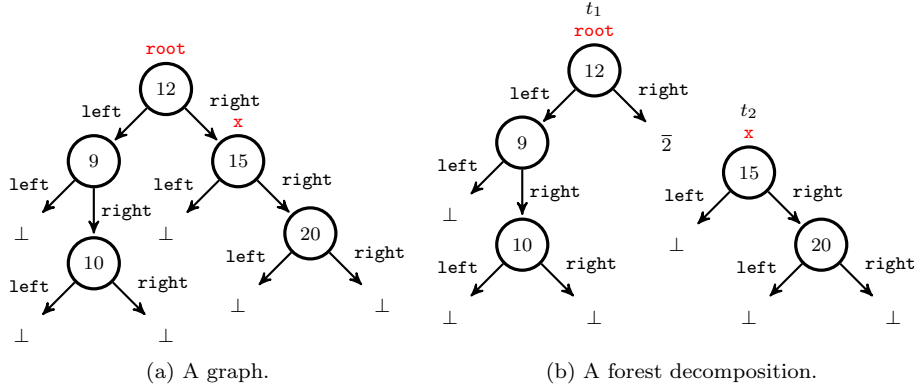 root
12
left right
x
9 15
left right left right
⊥ ⊥
10 20
left right left right
⊥ ⊥ ⊥ ⊥
(a) A graph.
t₁
root
12
left right
9 2̅
left right
⊥
10
left right
⊥ ⊥
t₂
x
15
left right
⊥
20
left right
⊥ ⊥
(b) A forest decomposition.